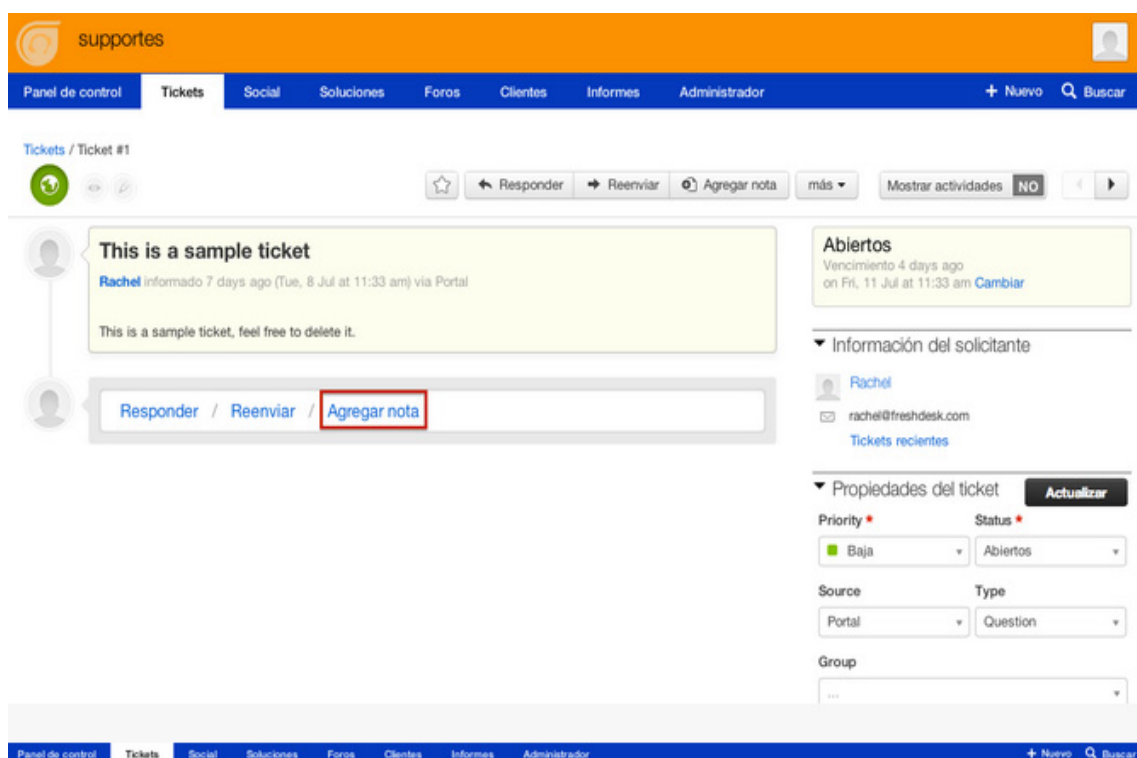 supportes
Panel de control Tickets Social Soluciones Foros Clientes Informes Administrador + Nuevo Buscar
Tickets / Ticket #1
Responder Reenviar Agregar nota más Mostrar actividades NO
This is a sample ticket
Rachel informado 7 days ago (Tue, 8 Jul at 11:33 am) via Portal
This is a sample ticket, feel free to delete it.
Responder / Reenviar / Agregar nota
Abiertos
Vencimiento 4 days ago
on Fri, 11 Jul at 11:33 am Cambiar
Información del solicitante
Rachel
rachel@freshdesk.com
Tickets recientes
Propiedades del ticket Actualizar
Priority * Status *
Baja Abiertos
Source Type
Portal Question
Group
...
Panel de control Tickets Social Soluciones Foros Clientes Informes Administrador + Nuevo Buscar